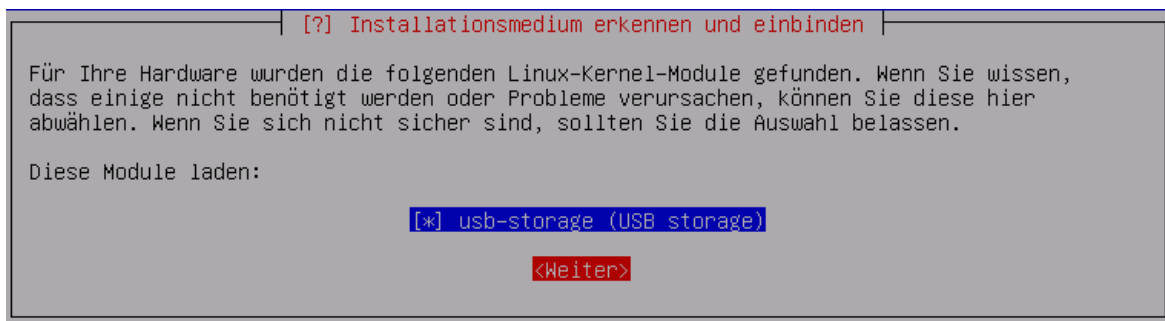 [?] Installationsmedium erkennen und einbinden
Für Ihre Hardware wurden die folgenden Linux-Kernel-Module gefunden. Wenn Sie wissen,
dass einige nicht benötigt werden oder Probleme verursachen, können Sie diese hier
abwählen. Wenn Sie sich nicht sicher sind, sollten Sie die Auswahl belassen.
Diese Module laden:
[*] usb-storage (USB storage)
<Weiter>